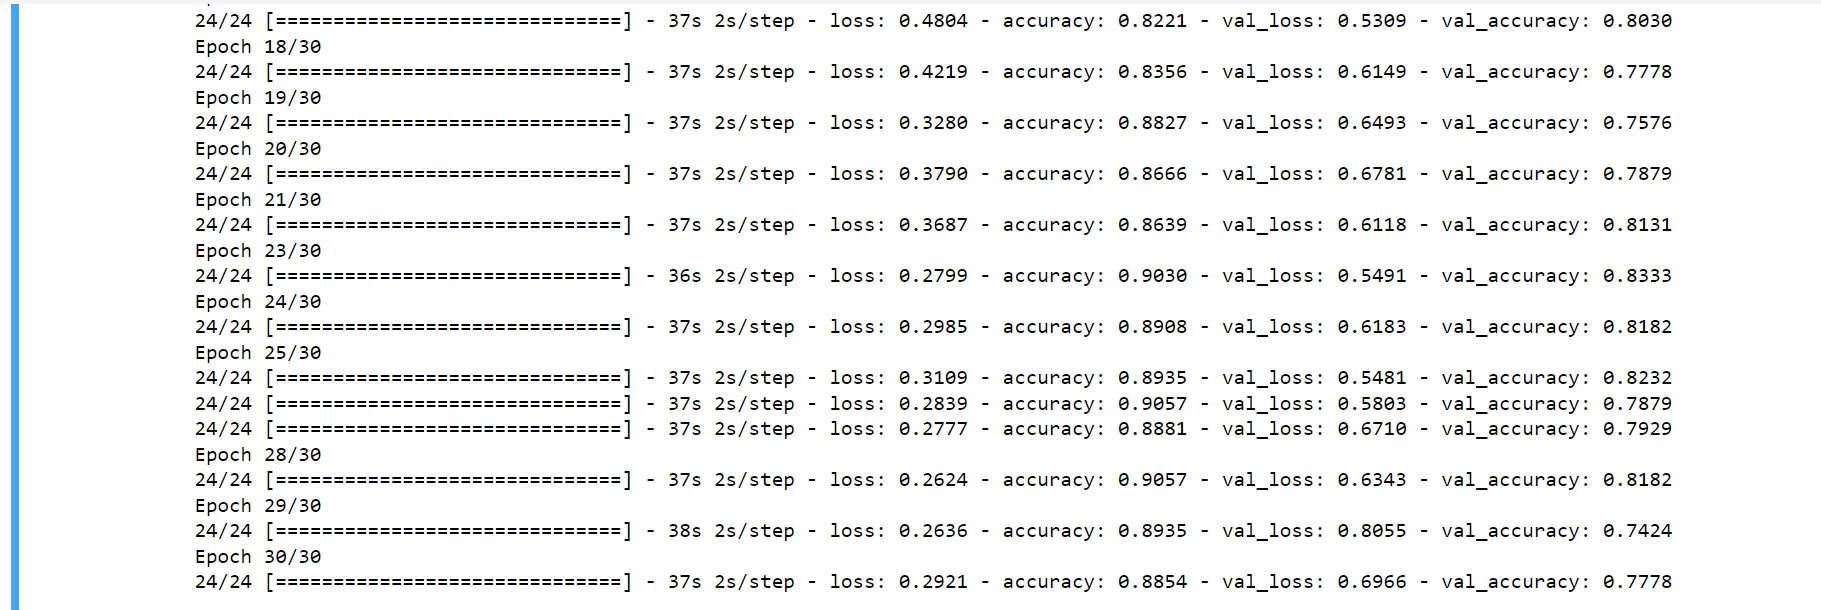 24/24 [==============================] - 37s 2s/step - loss: 0.4804 - accuracy: 0.8221 - val_loss: 0.5309 - val_accuracy: 0.8030
Epoch 18/30
24/24 [==============================] - 37s 2s/step - loss: 0.4219 - accuracy: 0.8356 - val_loss: 0.6149 - val_accuracy: 0.7778
Epoch 19/30
24/24 [==============================] - 37s 2s/step - loss: 0.3280 - accuracy: 0.8827 - val_loss: 0.6493 - val_accuracy: 0.7576
Epoch 20/30
24/24 [==============================] - 37s 2s/step - loss: 0.3790 - accuracy: 0.8666 - val_loss: 0.6781 - val_accuracy: 0.7879
Epoch 21/30
24/24 [==============================] - 37s 2s/step - loss: 0.3687 - accuracy: 0.8639 - val_loss: 0.6118 - val_accuracy: 0.8131
Epoch 23/30
24/24 [==============================] - 36s 2s/step - loss: 0.2799 - accuracy: 0.9030 - val_loss: 0.5491 - val_accuracy: 0.8333
Epoch 24/30
24/24 [==============================] - 37s 2s/step - loss: 0.2985 - accuracy: 0.8908 - val_loss: 0.6183 - val_accuracy: 0.8182
Epoch 25/30
24/24 [==============================] - 37s 2s/step - loss: 0.3109 - accuracy: 0.8935 - val_loss: 0.5481 - val_accuracy: 0.8232
24/24 [==============================] - 37s 2s/step - loss: 0.2839 - accuracy: 0.9057 - val_loss: 0.5803 - val_accuracy: 0.7879
24/24 [==============================] - 37s 2s/step - loss: 0.2777 - accuracy: 0.8881 - val_loss: 0.6710 - val_accuracy: 0.7929
Epoch 28/30
24/24 [==============================] - 37s 2s/step - loss: 0.2624 - accuracy: 0.9057 - val_loss: 0.6343 - val_accuracy: 0.8182
Epoch 29/30
24/24 [==============================] - 38s 2s/step - loss: 0.2636 - accuracy: 0.8935 - val_loss: 0.8055 - val_accuracy: 0.7424
Epoch 30/30
24/24 [==============================] - 37s 2s/step - loss: 0.2921 - accuracy: 0.8854 - val_loss: 0.6966 - val_accuracy: 0.7778